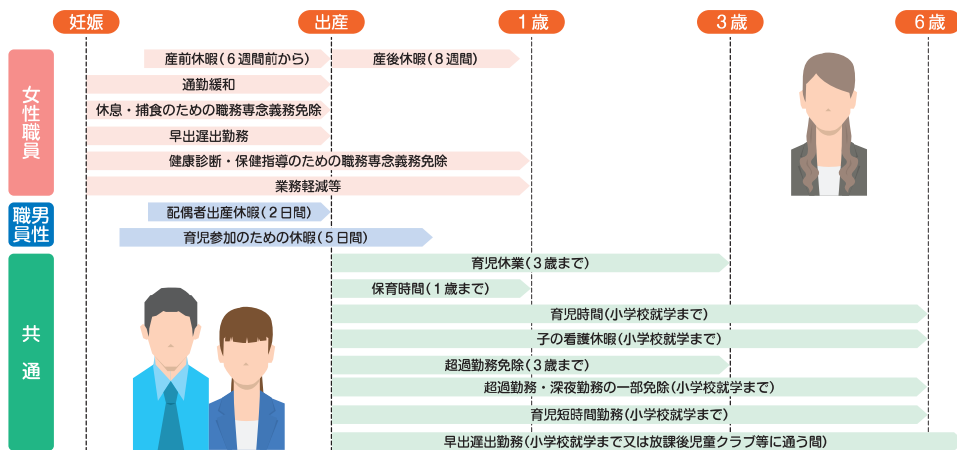 妊娠 出産 1歳 3歳 6歳
女性職員
産前休暇(6週間前から) 産後休暇(8週間)
通勤緩和
休息・捕食のための職務専念義務免除
早出遅出勤務
健康診断・保健指導のための職務専念義務免除
業務軽減等
男性職員
配偶者出産休暇(2日間)
育児参加のための休暇(5日間)
共通
育児休業(3歳まで)
保育時間(1歳まで)
育児時間(小学校就学まで)
子の看護休暇(小学校就学まで)
超過勤務免除(3歳まで)
超過勤務・深夜勤務の一部免除(小学校就学まで)
育児短時間勤務(小学校就学まで)
早出遅出勤務(小学校就学まで又は放課後児童クラブ等に通う間)